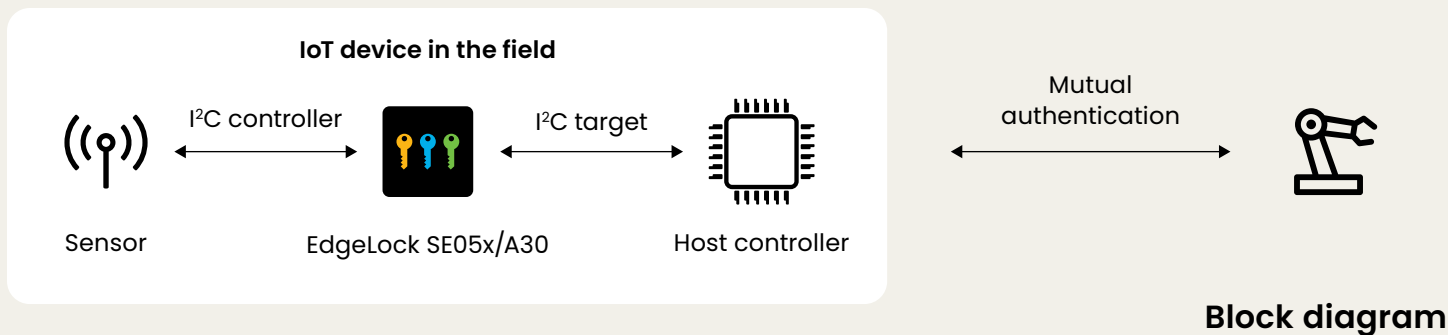 IoT device in the field
I²C controller
I²C target
Mutual
authentication
Sensor
EdgeLock SE05x/A30
Host controller
Block diagram